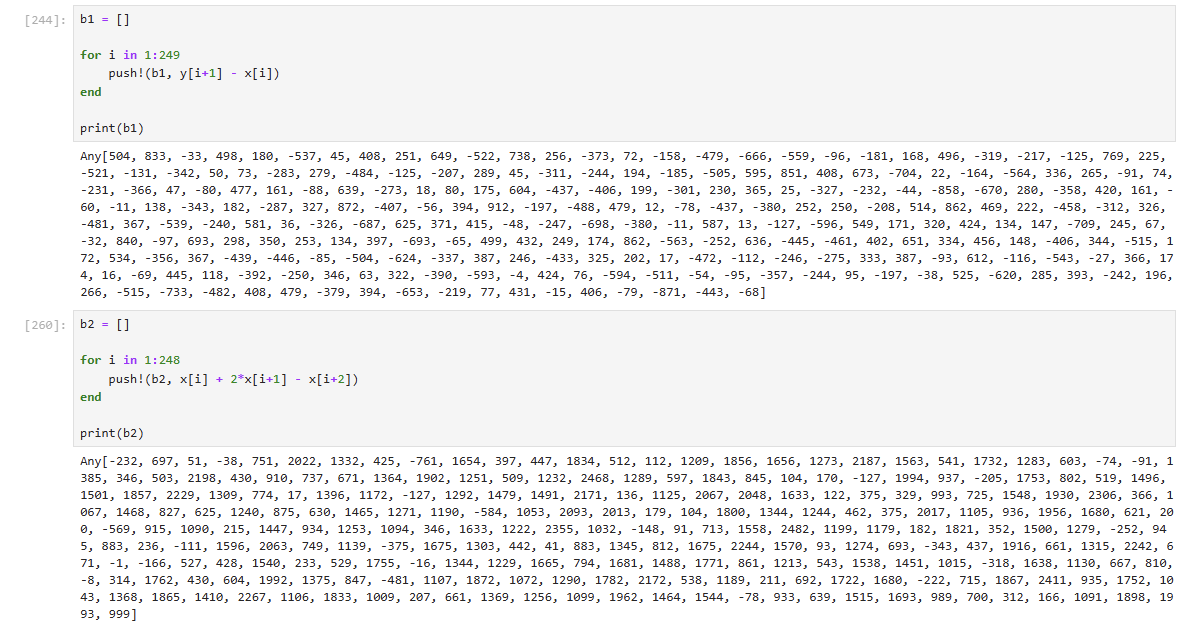 [244]: b1 = []
for i in 1:249
push!(b1, y[i+1] - x[i])
end
print(b1)
Any[504, 833, -33, 498, 180, -537, 45, 408, 251, 649, -522, 738, 256, -373, 72, -158, -479, -666, -559, -96, -181, 168, 496, -319, -217, -125, 769, 225,
-521, -131, -342, 50, 73, -283, 279, -484, -125, -207, 289, 45, -311, -244, 194, -185, -505, 595, 851, 408, 673, -704, 22, -164, -564, 336, 265, -91, 74,
-231, -366, 47, -80, 477, 161, -88, 639, -273, 18, 80, 175, 604, -437, -406, 199, -301, 230, 365, 25, -327, -232, -44, -858, -670, 280, -358, 420, 161, -
60, -11, 138, -343, 182, -287, 327, 872, -407, -56, 394, 912, -197, -488, 479, 12, -78, -437, -380, 252, 250, -208, 514, 862, 469, 222, -458, -312, 326,
-481, 367, -539, -240, 581, 36, -326, -687, 625, 371, 415, -48, -247, -698, -380, -11, 587, 13, -127, -596, 549, 171, 320, 424, 134, 147, -709, 245, 67,
-32, 840, -97, 693, 298, 350, 253, 134, 397, -693, -65, 499, 432, 249, 174, 862, -563, -252, 636, -445, -461, 402, 651, 334, 456, 148, -406, 344, -515, 1
72, 534, -356, 367, -439, -446, -85, -504, -624, -337, 387, 246, -433, 325, 202, 17, -472, -112, -246, -275, 333, 387, -93, 612, -116, -543, -27, 366, 17
4, 16, -69, 445, 118, -392, -250, 346, 63, 322, -390, -593, -4, 424, 76, -594, -511, -54, -95, -357, -244, 95, -197, -38, 525, -620, 285, 393, -242, 196,
266, -515, -733, -482, 408, 479, -379, 394, -653, -219, 77, 431, -15, 406, -79, -871, -443, -68]
[260]: b2 = []
for i in 1:248
push!(b2, x[i] + 2*x[i+1] - x[i+2])
end
print(b2)
Any[-232, 697, 51, -38, 751, 2022, 1332, 425, -761, 1654, 397, 447, 1834, 512, 112, 1209, 1856, 1656, 1273, 2187, 1563, 541, 1732, 1283, 603, -74, -91, 1
385, 346, 503, 2198, 430, 910, 737, 671, 1364, 1902, 1251, 509, 1232, 2468, 1289, 597, 1843, 845, 104, 170, -127, 1994, 937, -205, 1753, 802, 519, 1496,
1501, 1857, 2229, 1309, 774, 17, 1396, 1172, -127, 1292, 1479, 1491, 2171, 136, 1125, 2067, 2048, 1633, 122, 375, 329, 993, 725, 1548, 1930, 2306, 366, 1
067, 1468, 827, 625, 1240, 875, 630, 1465, 1271, 1190, -584, 1053, 2093, 2013, 179, 104, 1800, 1344, 1244, 462, 375, 2017, 1105, 936, 1956, 1680, 621, 20
0, -569, 915, 1090, 215, 1447, 934, 1253, 1094, 346, 1633, 1222, 2355, 1032, -148, 91, 713, 1558, 2482, 1199, 1179, 182, 1821, 352, 1500, 1279, -252, 94
5, 883, 236, -111, 1596, 2063, 749, 1139, -375, 1675, 1303, 442, 41, 883, 1345, 812, 1675, 2244, 1570, 93, 1274, 693, -343, 437, 1916, 661, 1315, 2242, 6
71, -1, -166, 527, 428, 1540, 233, 529, 1755, -16, 1344, 1229, 1665, 794, 1681, 1488, 1771, 861, 1213, 543, 1538, 1451, 1015, -318, 1638, 1130, 667, 810,
-8, 314, 1762, 430, 604, 1992, 1375, 847, -481, 1107, 1872, 1072, 1290, 1782, 2172, 538, 1189, 211, 692, 1722, 1680, -222, 715, 1867, 2411, 935, 1752, 10
43, 1368, 1865, 1410, 2267, 1106, 1833, 1009, 207, 661, 1369, 1256, 1099, 1962, 1464, 1544, -78, 933, 639, 1515, 1693, 989, 700, 312, 166, 1091, 1898, 19
93, 999]